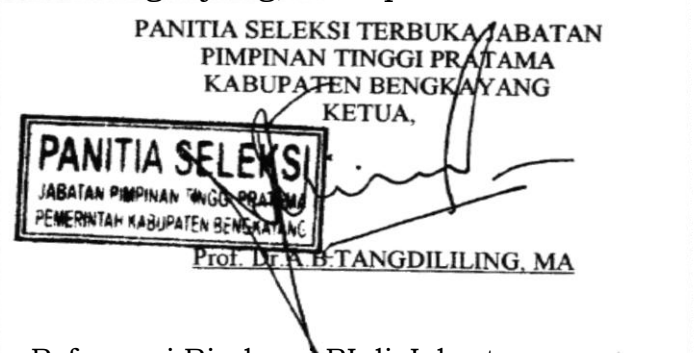 PANITIA SELEKSI TERBUKA JABATAN
PIMPINAN TINGGI PRATAMA
KABUPATEN BENGKAYANG
KETUA,
PANITIA SELEKSI
JABATAN PIMPINAN TINGGI PRATAMA
PEMERINTAH KABUPATEN BENGKAYANG
Prof. Dr.A.B.TANGDILILING, MA